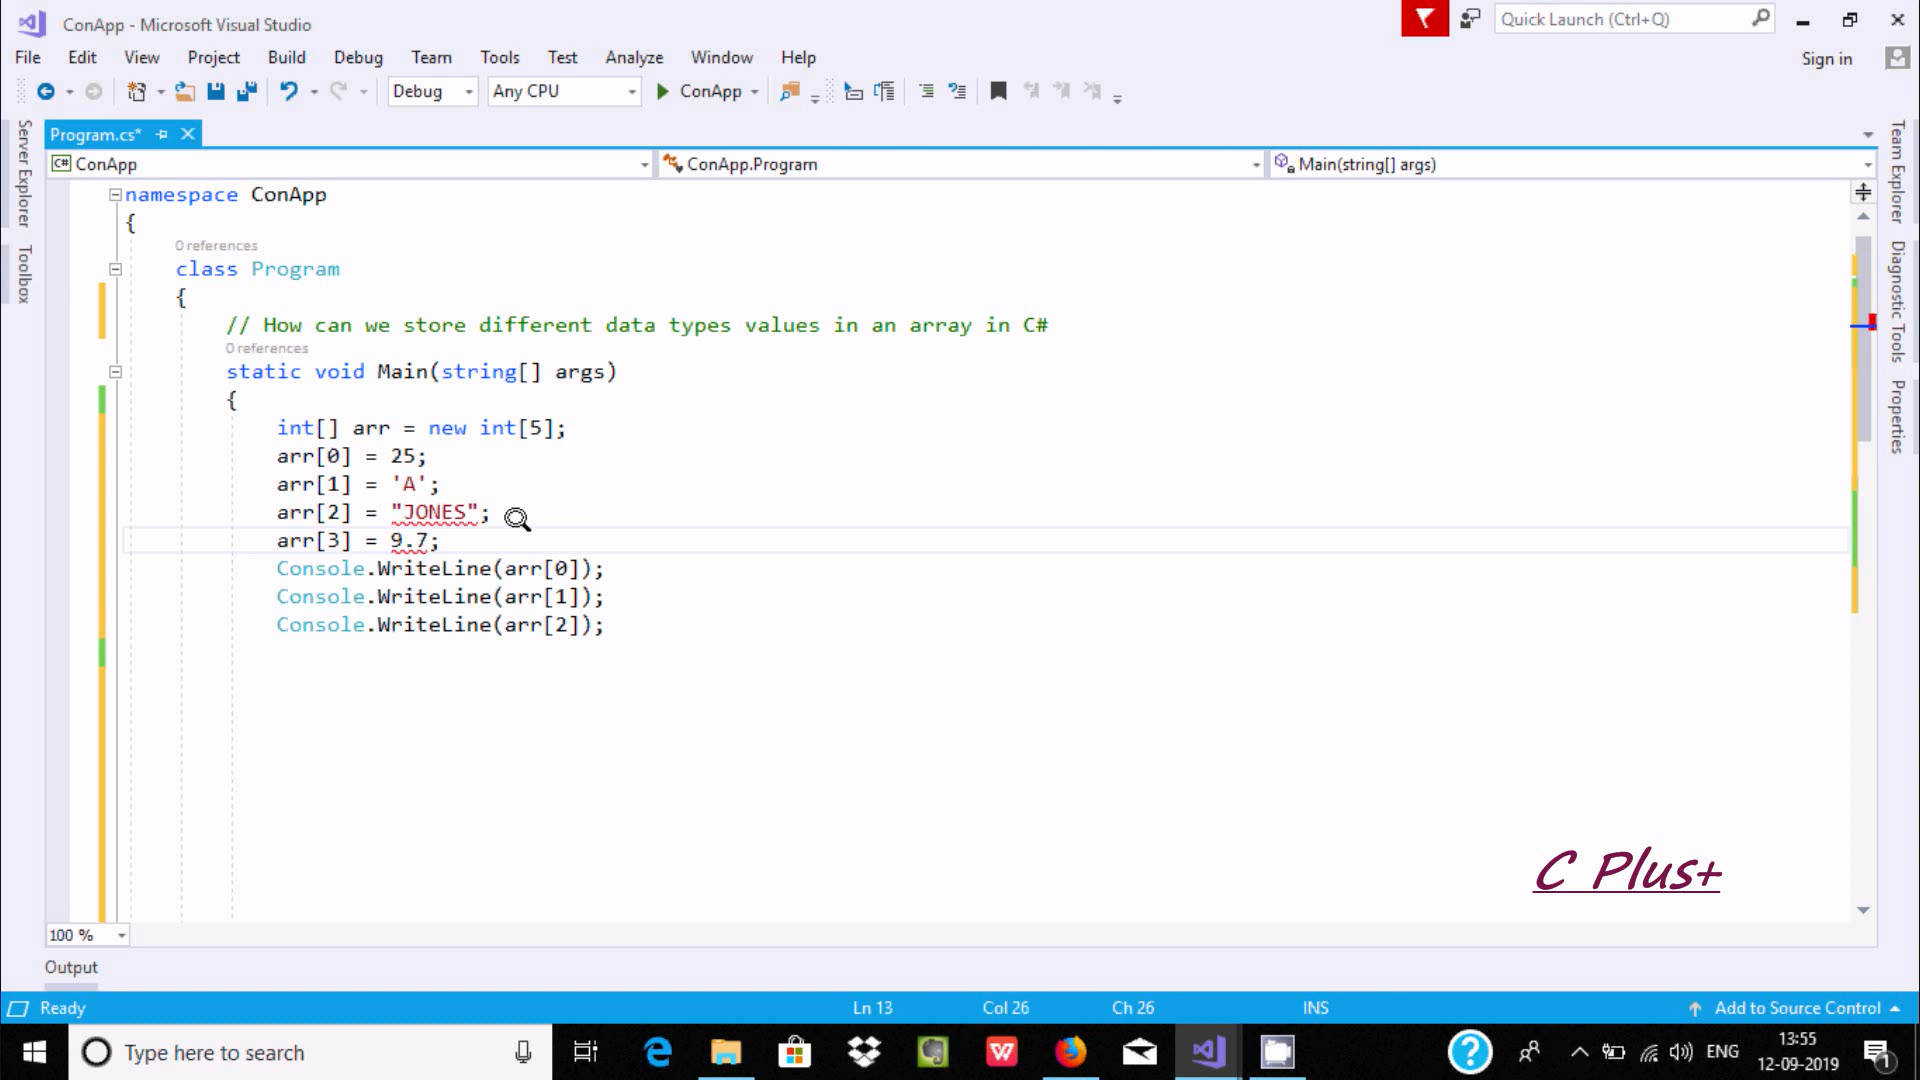 ConApp - Microsoft Visual Studio
Quick Launch (Ctrl+Q)
File Edit View Project Build Debug Team Tools Test Analyze Window Help
Sign in
Debug Any CPU ConApp
Program.cs*
C# ConApp ConApp.Program Main(string[] args)
Server Explorer
Toolbox
Team Explorer
Diagnostic Tools
Properties
namespace ConApp
{
0 references
class Program
{
// How can we store different data types values in an array in C#
0 references
static void Main(string[] args)
{
int[] arr = new int[5];
arr[0] = 25;
arr[1] = 'A';
arr[2] = "JONES";
arr[3] = 9.7;
Console.WriteLine(arr[0]);
Console.WriteLine(arr[1]);
Console.WriteLine(arr[2]);
C Plus+
100 %
Output
Ready Ln 13 Col 26 Ch 26 INS Add to Source Control
Type here to search
ENG
13:55
12-09-2019
1